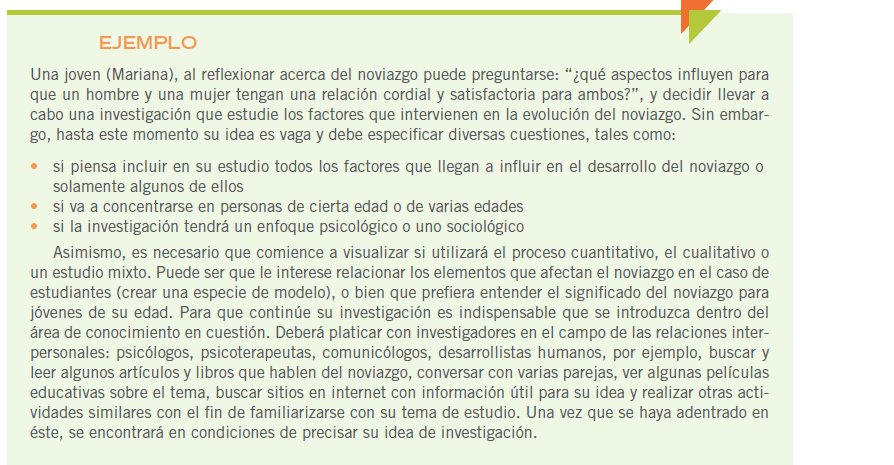 EJEMPLO
Una joven (Mariana), al reflexionar acerca del noviazgo puede preguntarse: “¿qué aspectos influyen para
que un hombre y una mujer tengan una relación cordial y satisfactoria para ambos?”, y decidir llevar a
cabo una investigación que estudie los factores que intervienen en la evolución del noviazgo. Sin embar-
go, hasta este momento su idea es vaga y debe especificar diversas cuestiones, tales como:
• si piensa incluir en su estudio todos los factores que llegan a influir en el desarrollo del noviazgo o
solamente algunos de ellos
• si va a concentrarse en personas de cierta edad o de varias edades
• si la investigación tendrá un enfoque psicológico o uno sociológico
Asimismo, es necesario que comience a visualizar si utilizará el proceso cuantitativo, el cualitativo o
un estudio mixto. Puede ser que le interese relacionar los elementos que afectan el noviazgo en el caso de
estudiantes (crear una especie de modelo), o bien que prefiera entender el significado del noviazgo para
jóvenes de su edad. Para que continúe su investigación es indispensable que se introduzca dentro del
área de conocimiento en cuestión. Deberá platicar con investigadores en el campo de las relaciones inter-
personales: psicólogos, psicoterapeutas, comunicólogos, desarrollistas humanos, por ejemplo, buscar y
leer algunos artículos y libros que hablen del noviazgo, conversar con varias parejas, ver algunas películas
educativas sobre el tema, buscar sitios en internet con información útil para su idea y realizar otras acti-
vidades similares con el fin de familiarizarse con su tema de estudio. Una vez que se haya adentrado en
éste, se encontrará en condiciones de precisar su idea de investigación.